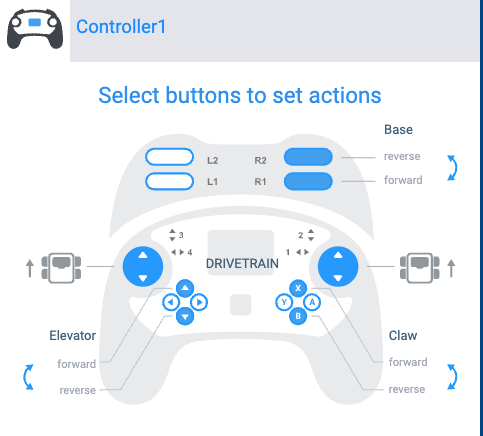 Controller1
Select buttons to set actions
Base
L2 R2 reverse
L1 R1 forward
3 2
4 1
DRIVETRAIN
X
Y A
B
Elevator Claw
forward forward
reverse reverse